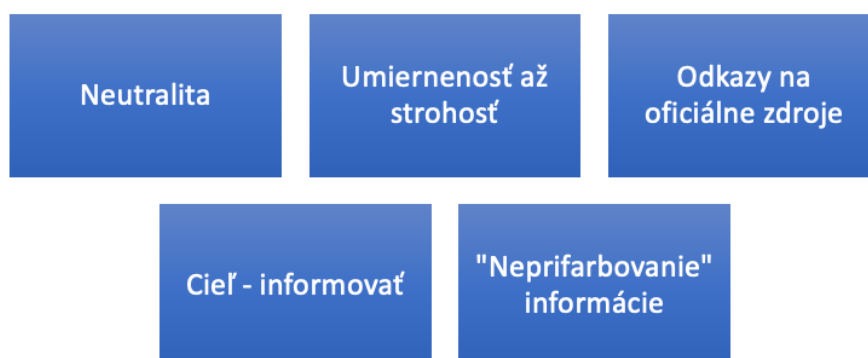 Neutralita
Umiernenosť až
strohosť
Odkazy na
oficiálne zdroje
Cieľ - informovať
"Neprifarbovanie"
informácie